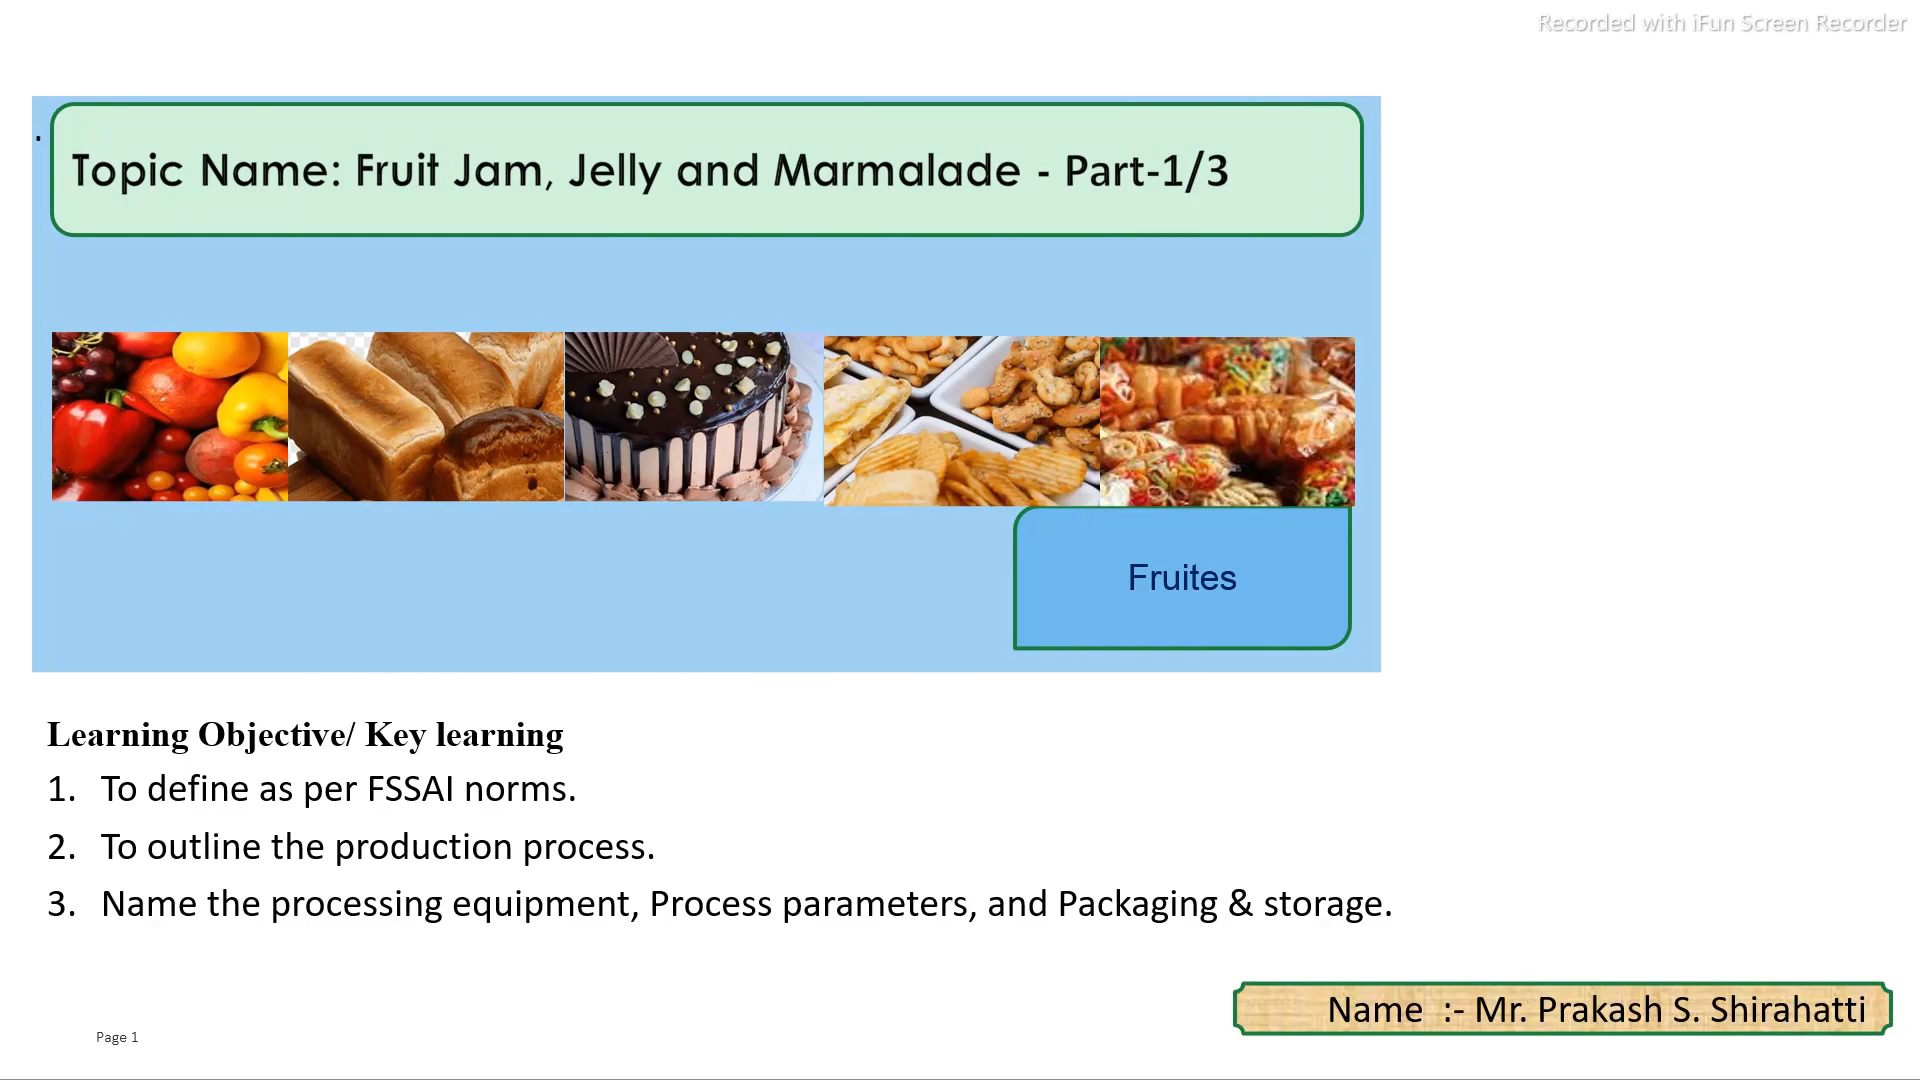 Recorded with iFun Screen Recorder
.
Topic Name: Fruit Jam, Jelly and Marmalade - Part-1/3
Fruites
Learning Objective/ Key learning
1. To define as per FSSAI norms.
2. To outline the production process.
3. Name the processing equipment, Process parameters, and Packaging & storage.
Name :- Mr. Prakash S. Shirahatti
Page 1